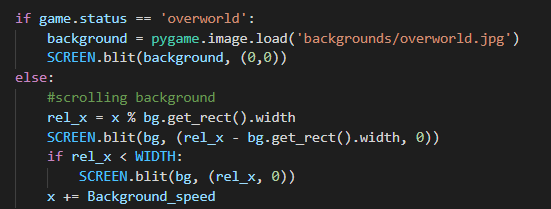 if game.status == 'overworld':
    background = pygame.image.load('backgrounds/overworld.jpg')
    SCREEN.blit(background, (0,0))
else:
    #scrolling background
    rel_x = x % bg.get_rect().width
    SCREEN.blit(bg, (rel_x - bg.get_rect().width, 0))
    if rel_x < WIDTH:
        SCREEN.blit(bg, (rel_x, 0))
    x += Background_speed